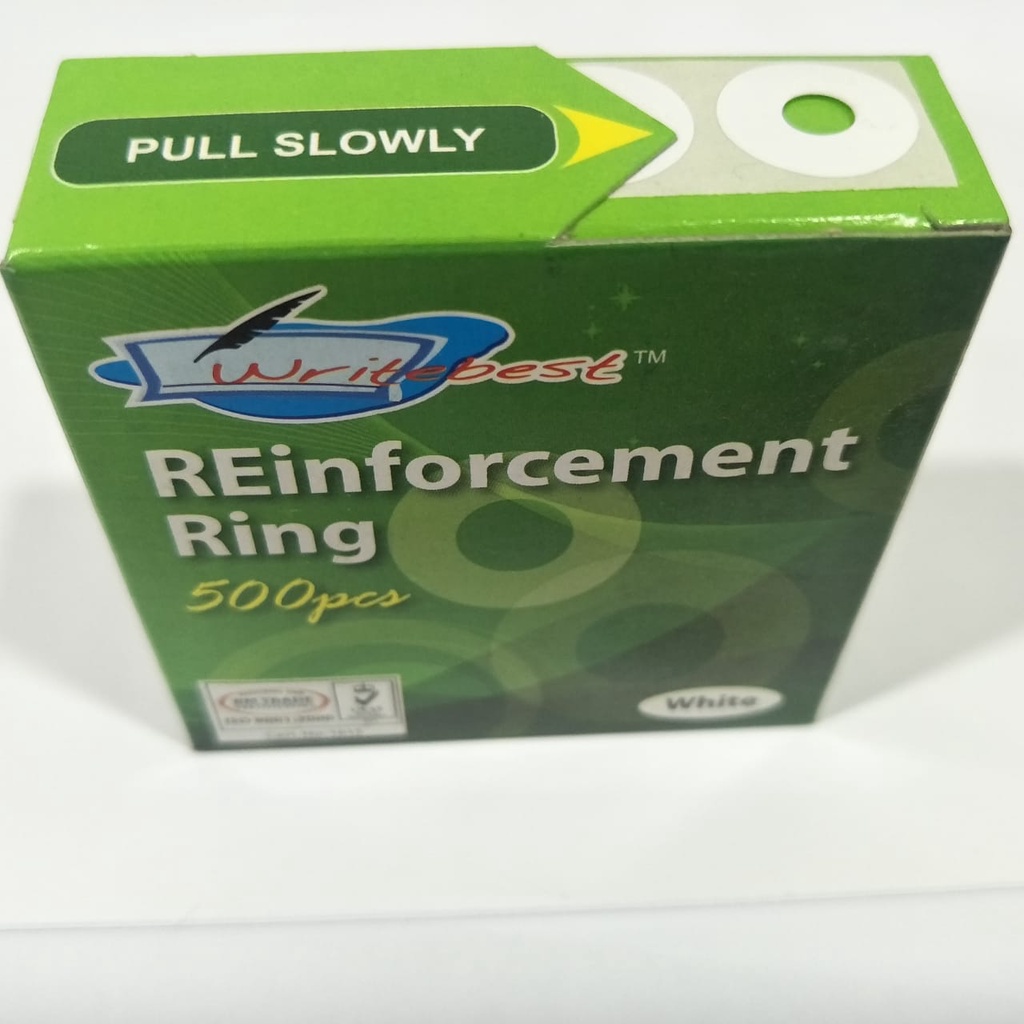 PULL SLOWLY
Writebest™
REinforcement
Ring
500pcs
White